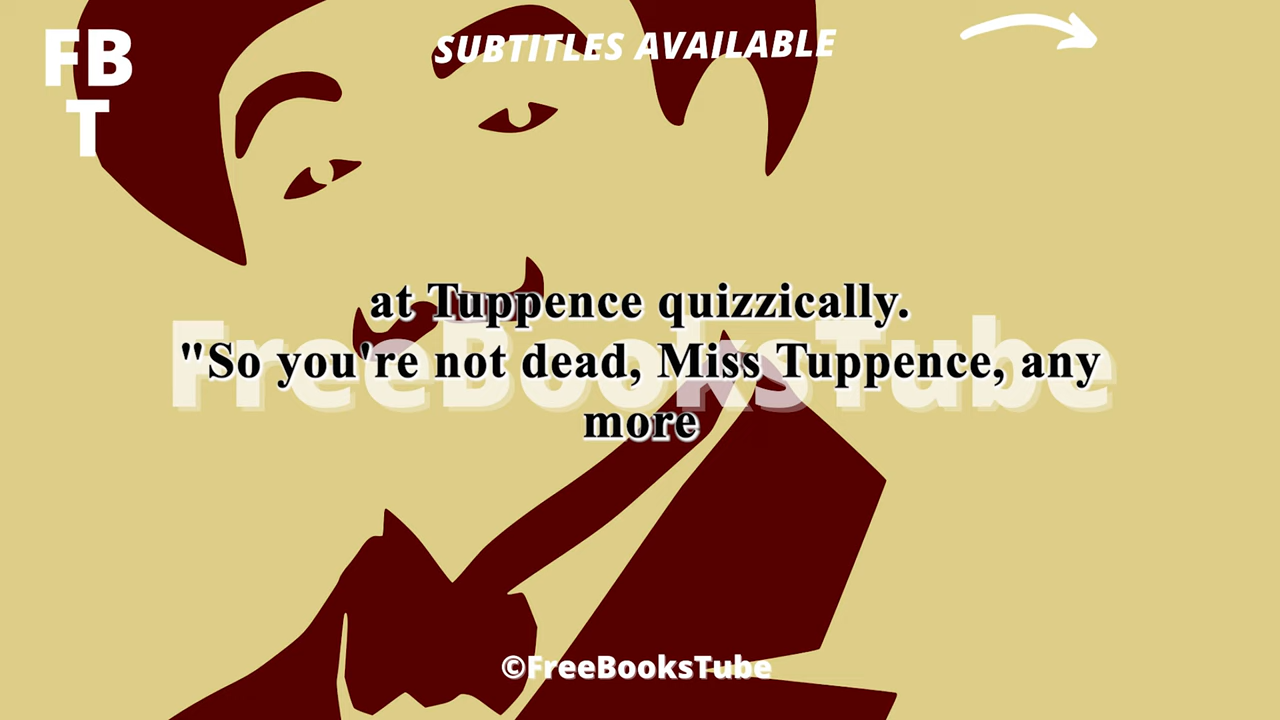 FB
T
SUBTITLES AVAILABLE
at Tuppence quizzically.
"So you're not dead, Miss Tuppence, any
more
FreeBooksTube
©FreeBooksTube